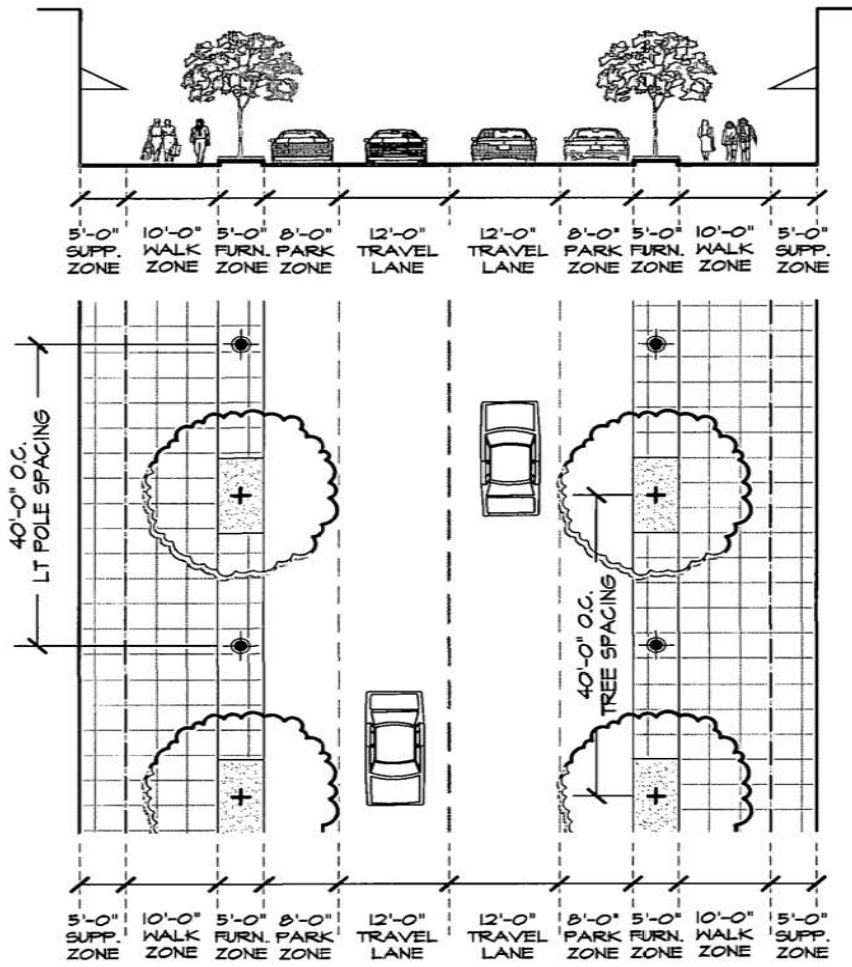 5'-0"
SUPP.
ZONE
10'-0"
WALK
ZONE
5'-0"
FURN.
ZONE
8'-0"
PARK
ZONE
12'-0"
TRAVEL
LANE
12'-0"
TRAVEL
LANE
8'-0"
PARK
ZONE
5'-0"
FURN.
ZONE
10'-0"
WALK
ZONE
5'-0"
SUPP.
ZONE
40'-0" O.C.
LT POLE SPACING
40'-0" O.C.
TREE SPACING
5'-0"
SUPP.
ZONE
10'-0"
WALK
ZONE
5'-0"
FURN.
ZONE
8'-0"
PARK
ZONE
12'-0"
TRAVEL
LANE
12'-0"
TRAVEL
LANE
8'-0"
PARK
ZONE
5'-0"
FURN.
ZONE
10'-0"
WALK
ZONE
5'-0"
SUPP.
ZONE